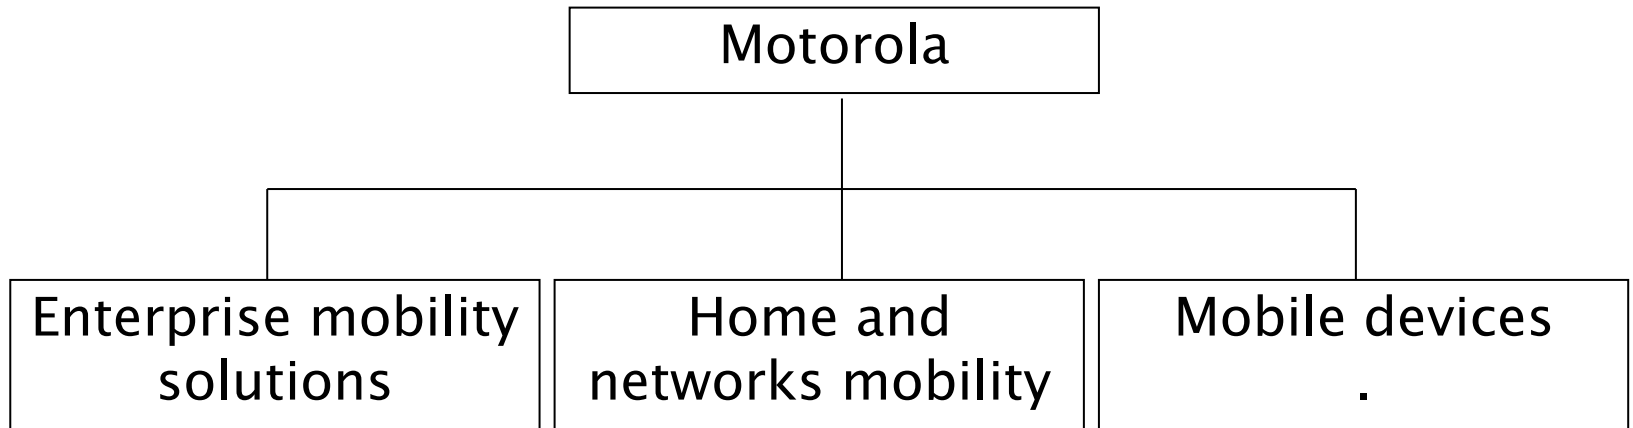 Motorola
Enterprise mobility
solutions
Home and
networks mobility
Mobile devices
.